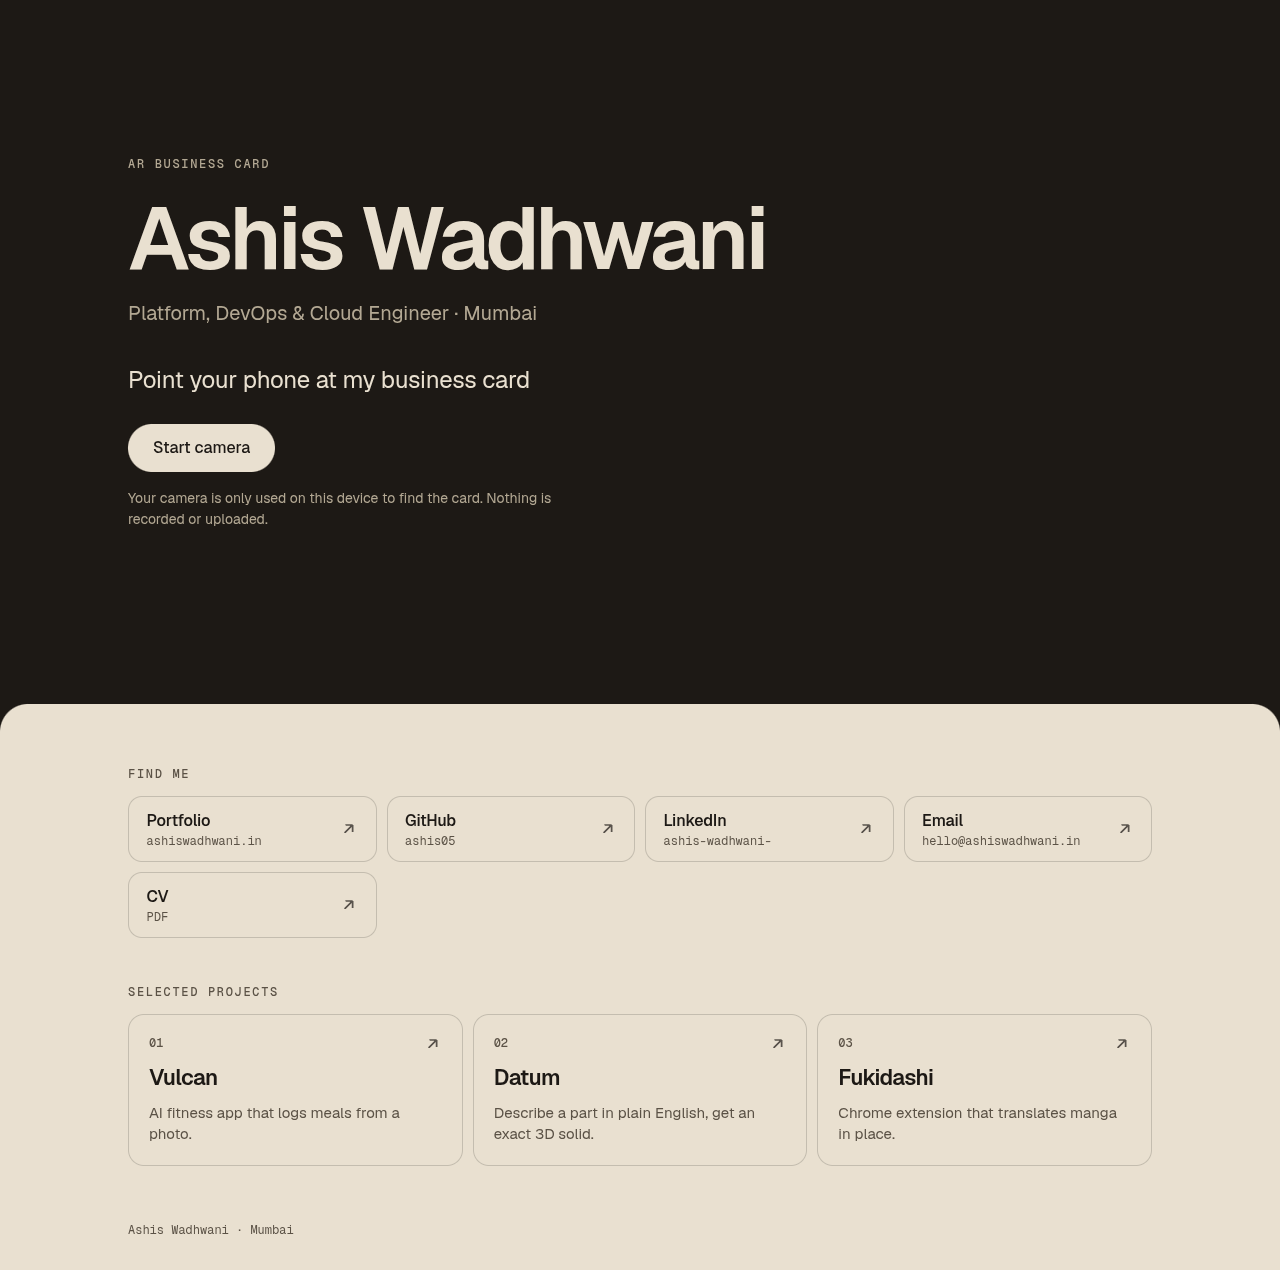 AR BUSINESS CARD
Ashis Wadhwani
Platform, DevOps & Cloud Engineer · Mumbai
Point your phone at my business card
Start camera
Your camera is only used on this device to find the card. Nothing is
recorded or uploaded.
FIND ME
Portfolio
ashiswadhwani.in
GitHub
ashis05
LinkedIn
ashis-wadhwani-
Email
hello@ashiswadhwani.in
CV
PDF
SELECTED PROJECTS
01
Vulcan
AI fitness app that logs meals from a
photo.
02
Datum
Describe a part in plain English, get an
exact 3D solid.
03
Fukidashi
Chrome extension that translates manga
in place.
Ashis Wadhwani · Mumbai